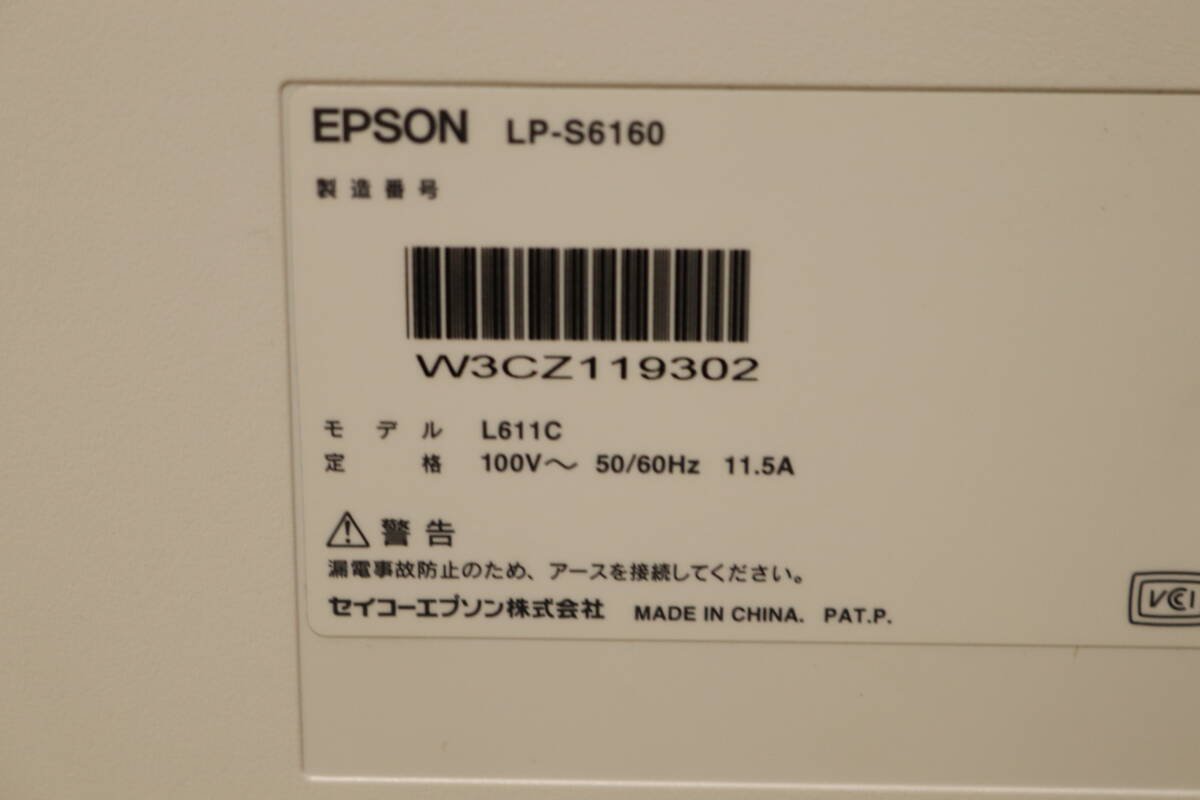 EPSON LP-S6160
製造番号
W3CZ119302
モデル L611C
定格 100V～ 50/60Hz 11.5A
警告
漏電事故防止のため、アースを接続してください。
セイコーエプソン株式会社 MADE IN CHINA. PAT.P.
VCCI